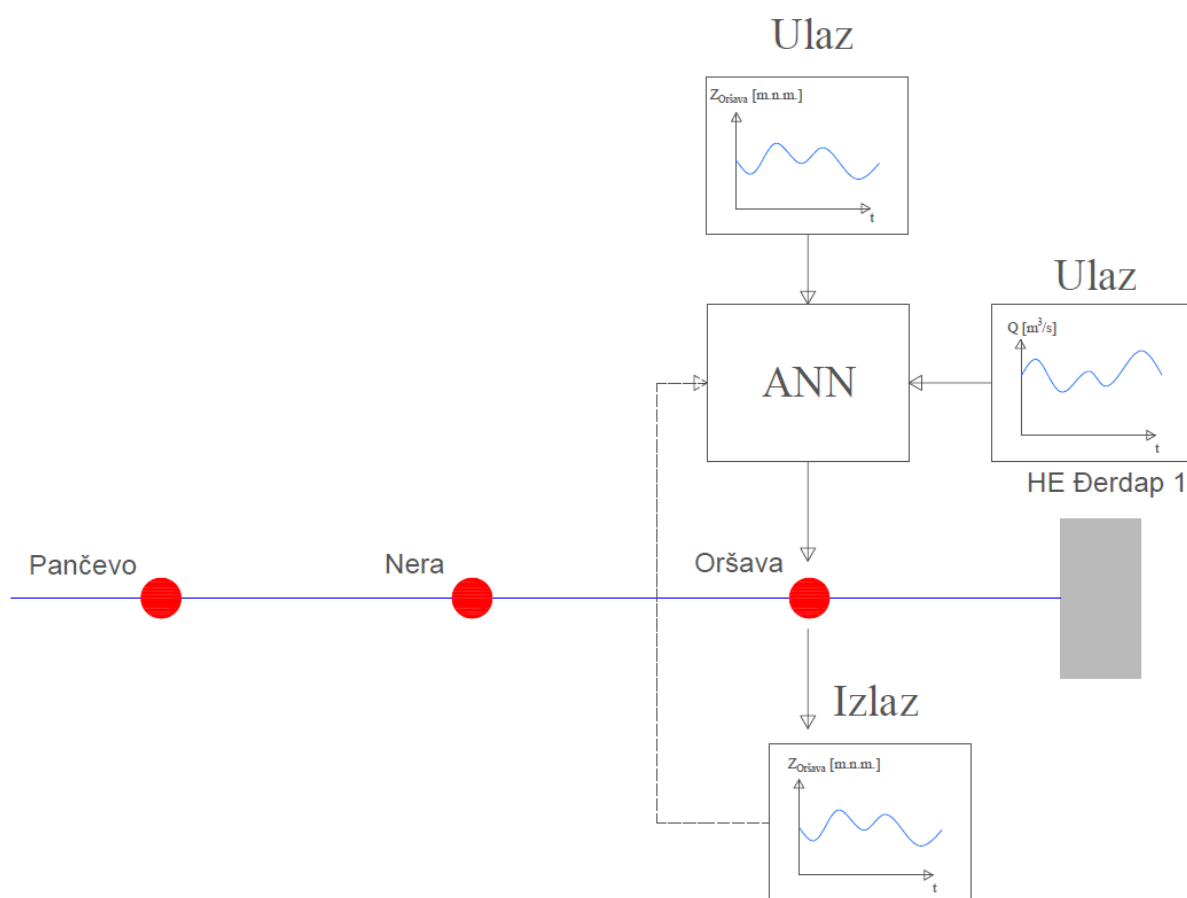 Ulaz
ZOršava [m.n.m.]
t
Ulaz
Q [m³/s]
t
ANN
HE Đerdap 1
Pančevo
Nera
Oršava
Izlaz
ZOršava [m.n.m.]
t